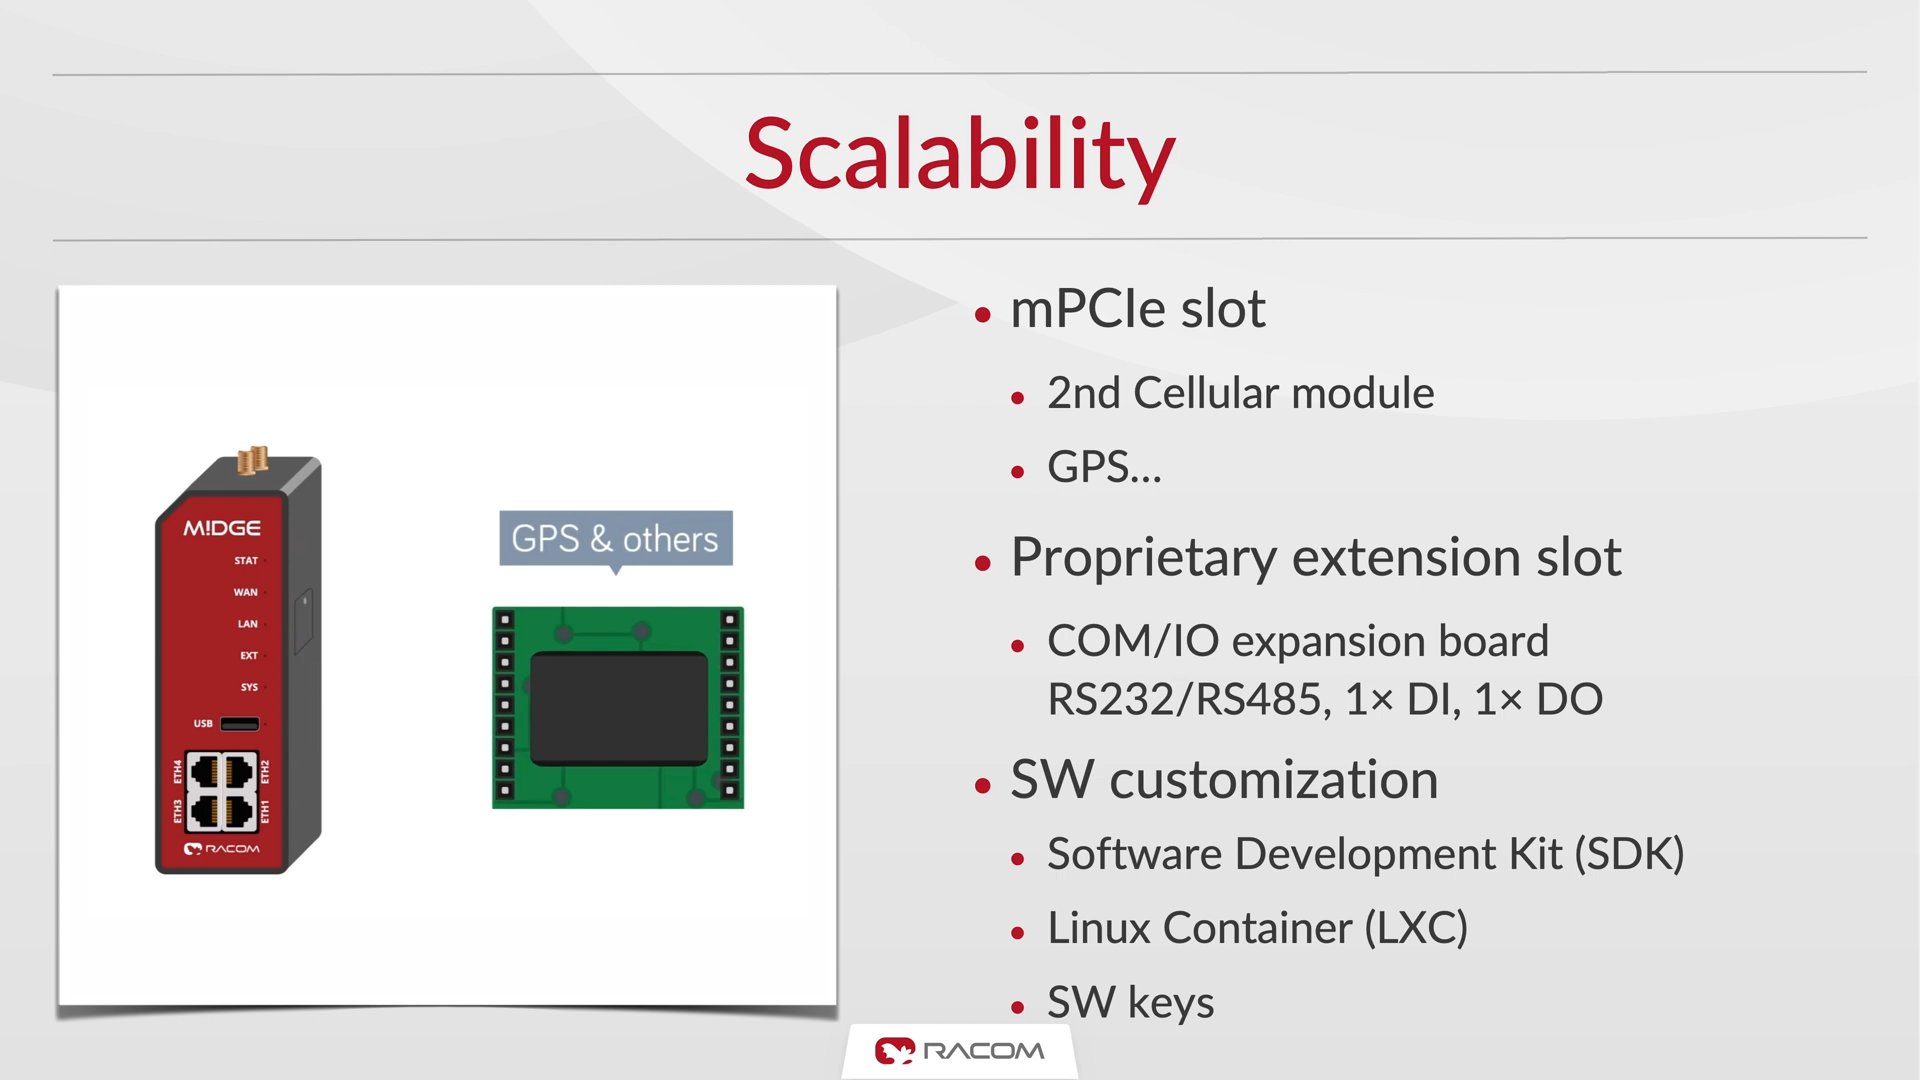 Scalability
M!DGE
STAT
WAN
LAN
EXT
SYS
USB
ETH4
ETH2
ETH3
ETH1
RACOM
GPS & others
• mPCIe slot
• 2nd Cellular module
• GPS...
• Proprietary extension slot
• COM/IO expansion board
RS232/RS485, 1× DI, 1× DO
• SW customization
• Software Development Kit (SDK)
• Linux Container (LXC)
• SW keys
RACOM